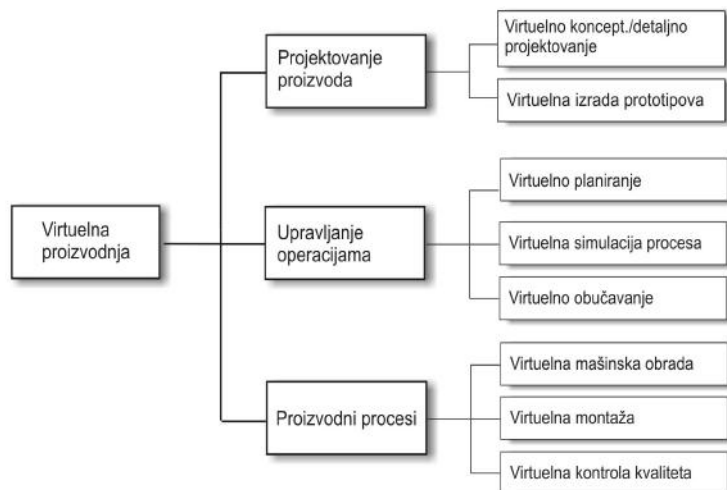 Virtuelna
proizvodnja
Projektovanje
proizvoda
Virtuelno koncept./detaljno
projektovanje
Virtuelna izrada prototipova
Upravljanje
operacijama
Virtuelno planiranje
Virtuelna simulacija procesa
Virtuelno obučavanje
Proizvodni procesi
Virtuelna mašinska obrada
Virtuelna montaža
Virtuelna kontrola kvaliteta